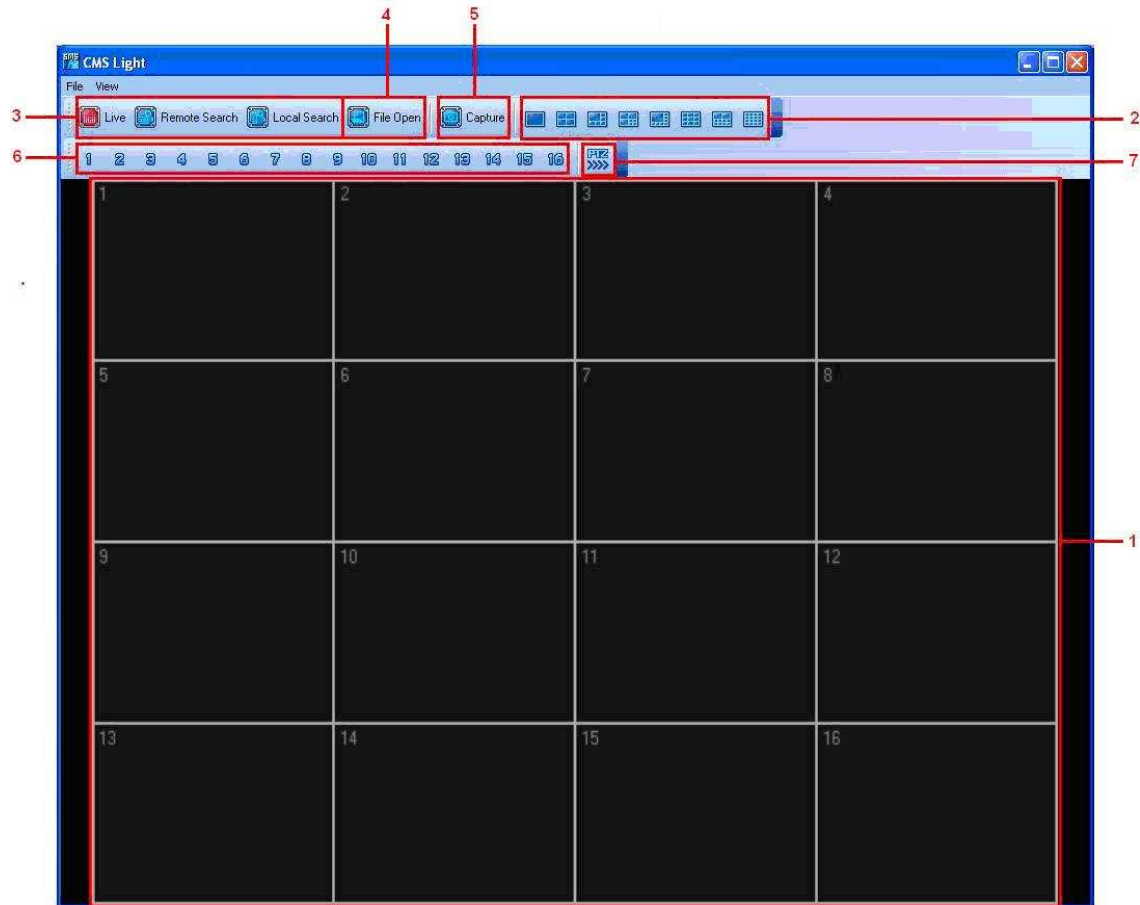 4
5
CMS Light
File View
3
Live Remote Search Local Search File Open Capture
2
6
1 2 3 4 5 6 7 8 9 10 11 12 13 14 15 16
PTZ
7
1 2 3 4
5 6 7 8
9 10 11 12
1
13 14 15 16